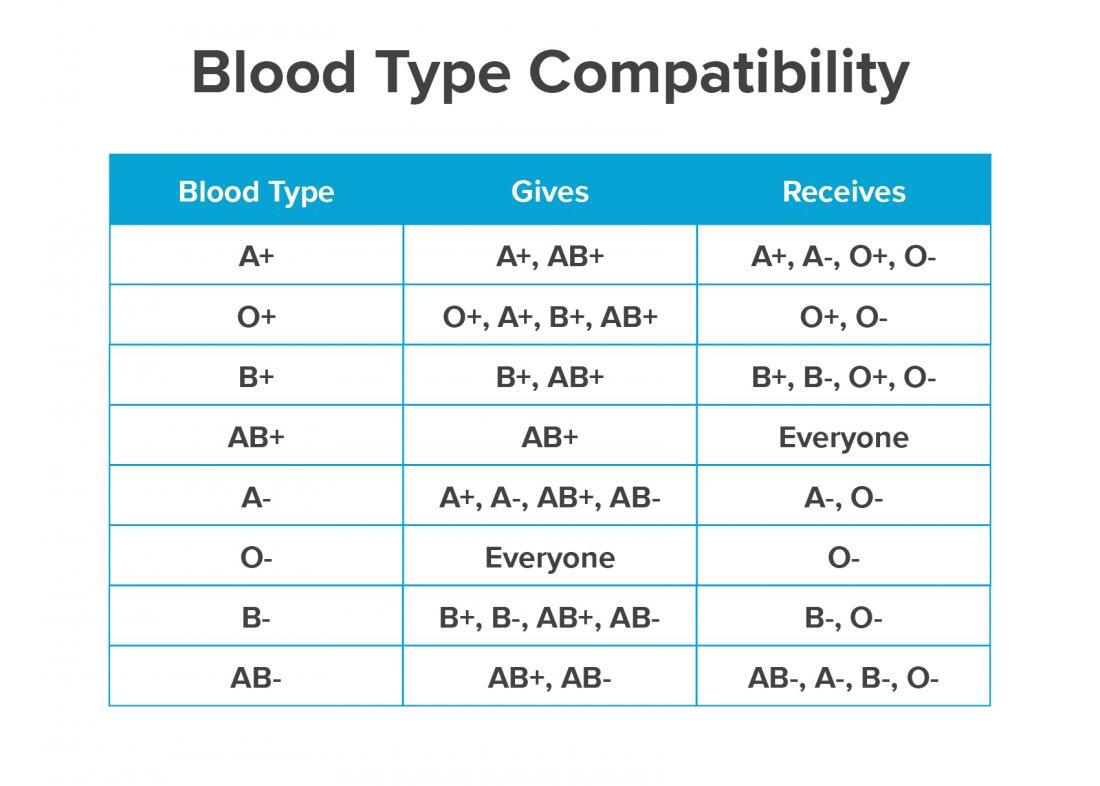 Blood Type Compatibility
Blood Type Gives Receives
A+ A+, AB+ A+, A-, O+, O-
O+ O+, A+, B+, AB+ O+, O-
B+ B+, AB+ B+, B-, O+, O-
AB+ AB+ Everyone
A- A+, A-, AB+, AB- A-, O-
O- Everyone O-
B- B+, B-, AB+, AB- B-, O-
AB- AB+, AB- AB-, A-, B-, O-